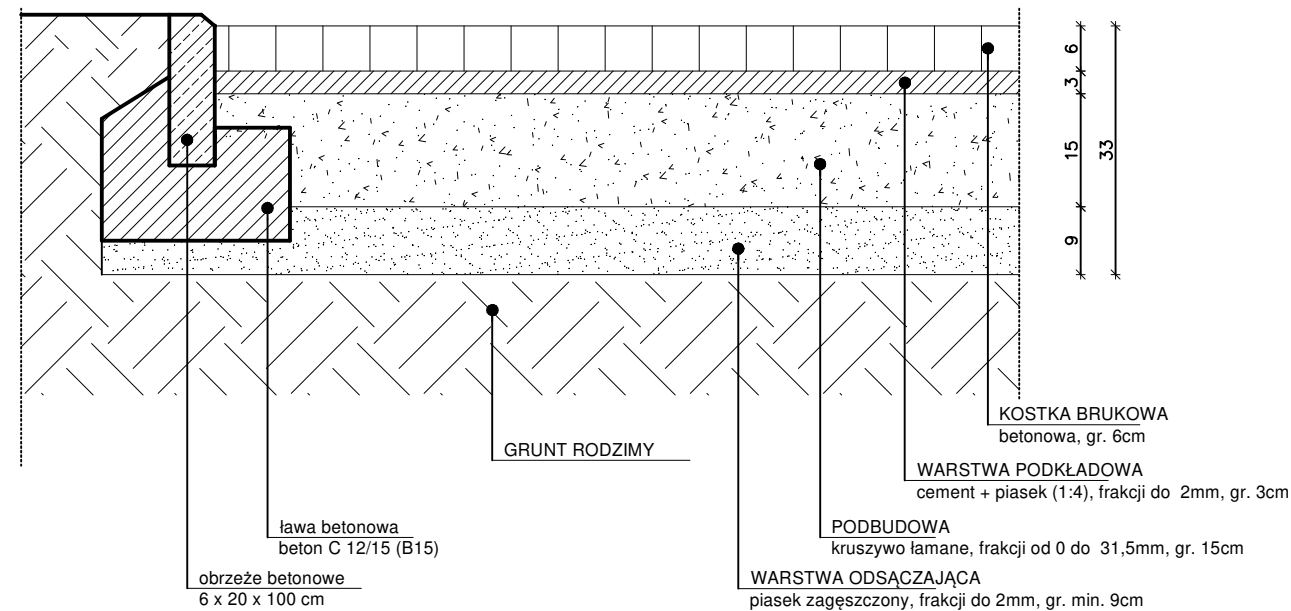 6
3
15
33
9
KOSTKA BRUKOWA
betonowa, gr. 6cm
GRUNT RODZIMY
WARSTWA PODKŁADOWA
cement + piasek (1:4), frakcji do 2mm, gr. 3cm
ława betonowa
beton C 12/15 (B15)
PODBUDOWA
kruszywo łamane, frakcji od 0 do 31,5mm, gr. 15cm
obrzeże betonowe
6 x 20 x 100 cm
WARSTWA ODSĄCZAJĄCA
piasek zagęszczony, frakcji do 2mm, gr. min. 9cm